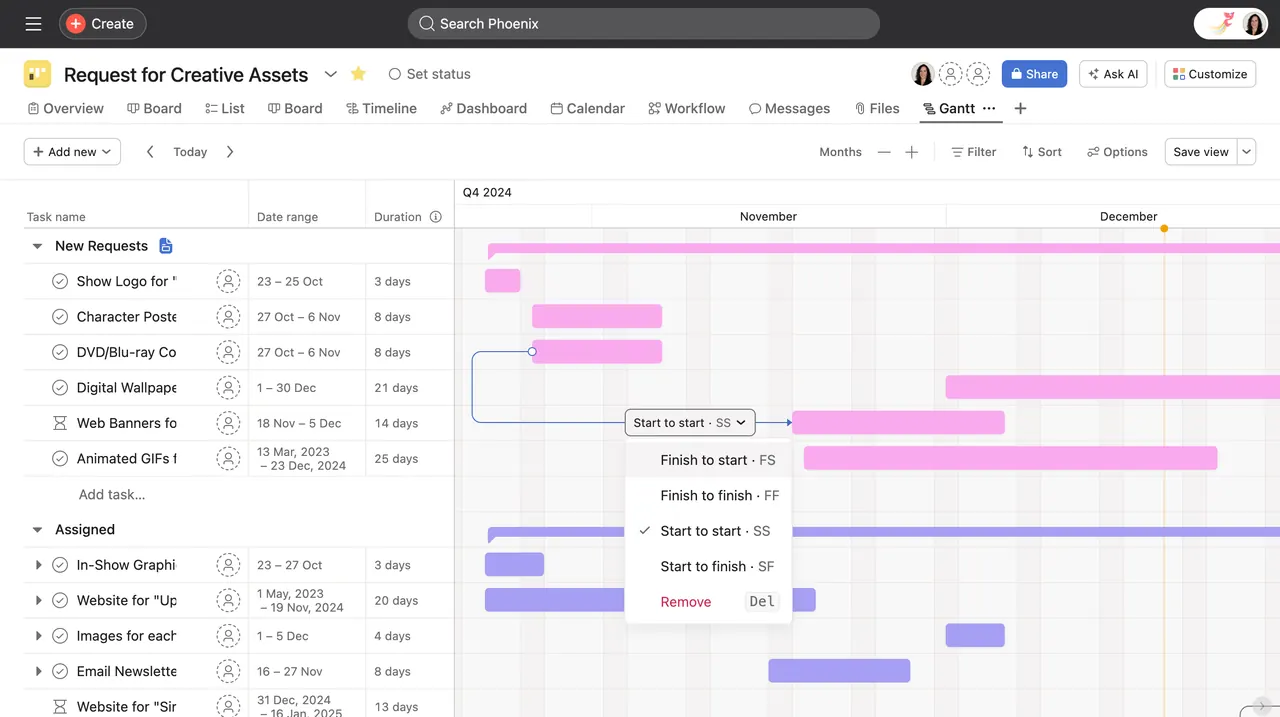 Create
Search Phoenix
Request for Creative Assets
Set status
Share
Ask AI
Customize
Overview
Board
List
Board
Timeline
Dashboard
Calendar
Workflow
Messages
Files
Gantt
Add new
Today
Months
Filter
Sort
Options
Save view
Task name
Date range
Duration
Q4 2024
November
December
New Requests
Show Logo for "
23 – 25 Oct
3 days
Character Poste
27 Oct – 6 Nov
8 days
DVD/Blu-ray Co
27 Oct – 6 Nov
8 days
Digital Wallpape
1 – 30 Dec
21 days
Web Banners fo
18 Nov – 5 Dec
14 days
Start to start · SS
Animated GIFs f
13 Mar, 2023
– 23 Dec, 2024
25 days
Finish to start · FS
Finish to finish · FF
Start to start · SS
Start to finish · SF
Remove Del
Add task...
Assigned
In-Show Graphi
23 – 27 Oct
3 days
Website for "Up
1 May, 2023
– 19 Nov, 2024
20 days
Images for each
1 – 5 Dec
4 days
Email Newslette
16 – 27 Nov
8 days
Website for "Sir
31 Dec, 2024
– 16 Jan, 2025
13 days